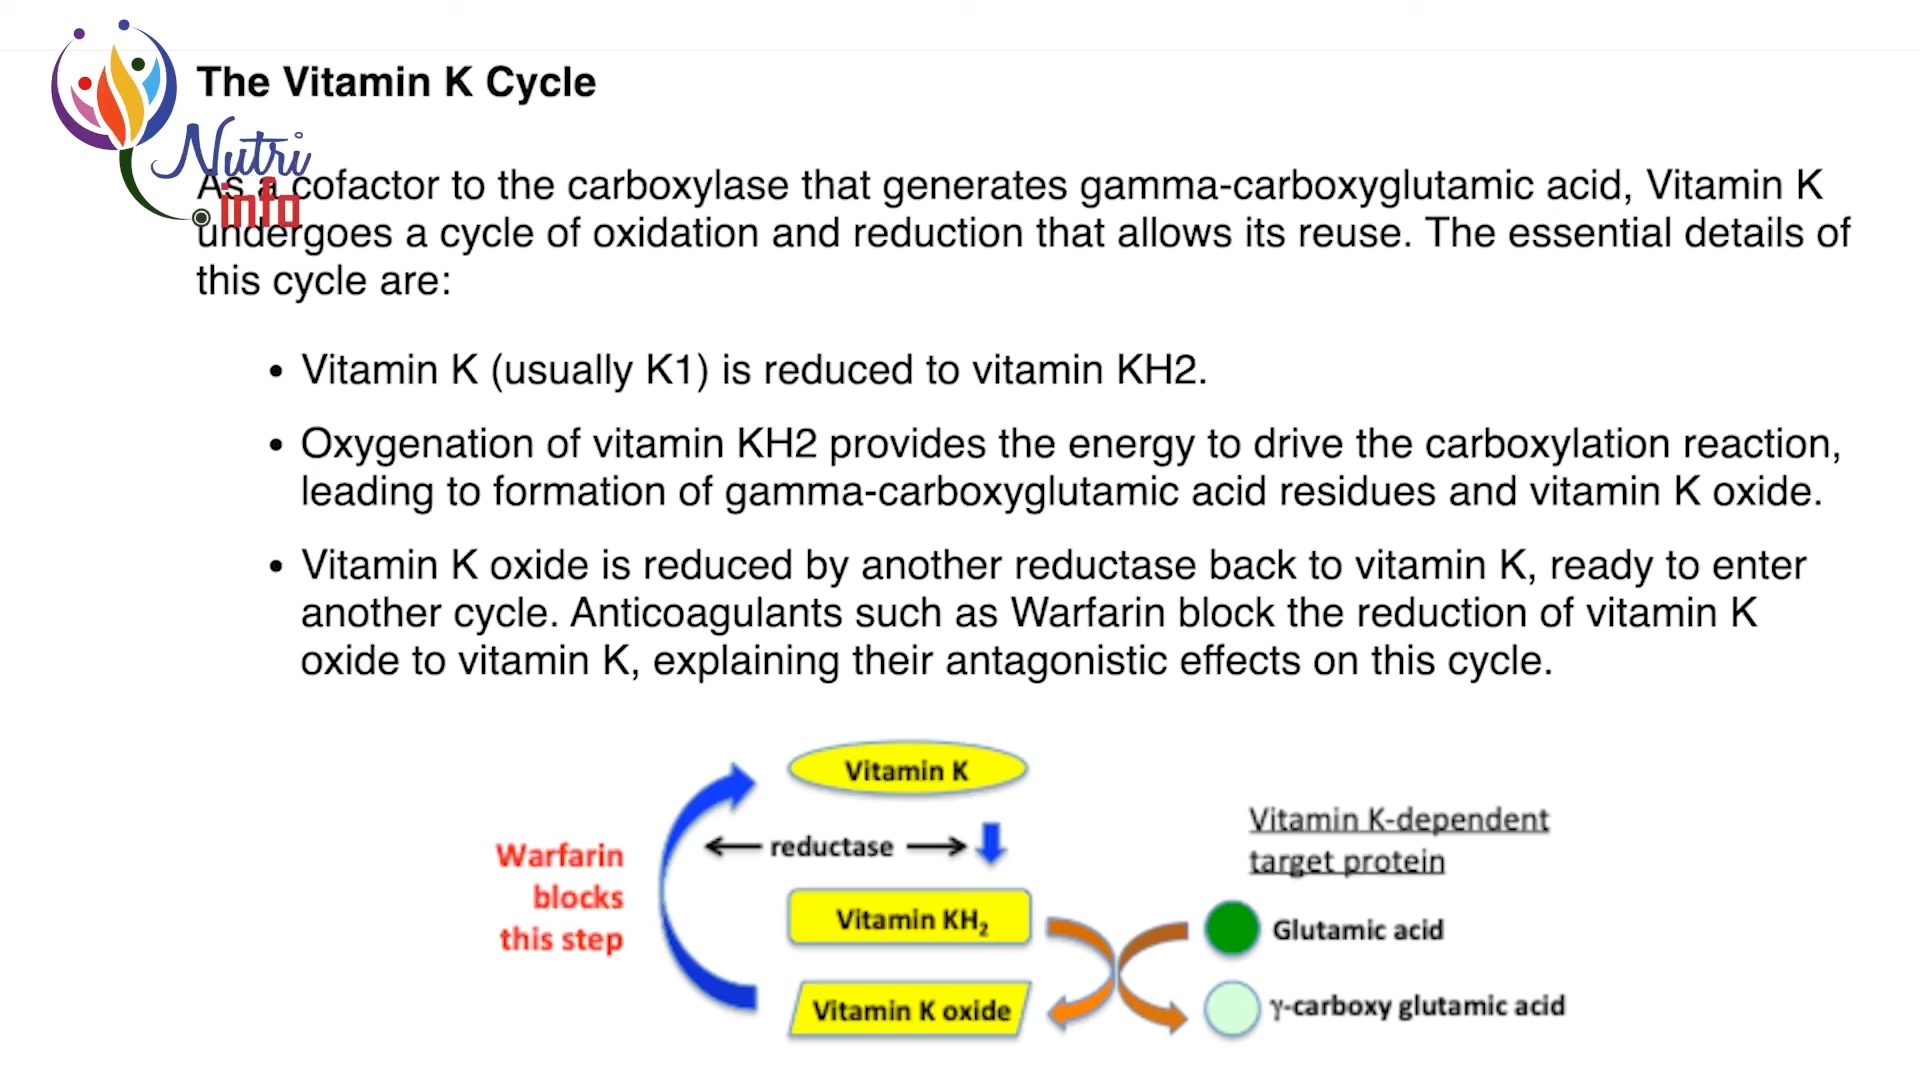 The Vitamin K Cycle
Nutri
info
As a cofactor to the carboxylase that generates gamma-carboxyglutamic acid, Vitamin K
undergoes a cycle of oxidation and reduction that allows its reuse. The essential details of
this cycle are:
• Vitamin K (usually K1) is reduced to vitamin KH2.
• Oxygenation of vitamin KH2 provides the energy to drive the carboxylation reaction,
leading to formation of gamma-carboxyglutamic acid residues and vitamin K oxide.
• Vitamin K oxide is reduced by another reductase back to vitamin K, ready to enter
another cycle. Anticoagulants such as Warfarin block the reduction of vitamin K
oxide to vitamin K, explaining their antagonistic effects on this cycle.
Vitamin K
reductase
Warfarin
blocks
this step
Vitamin KH₂
Vitamin K oxide
Vitamin K-dependent
target protein
Glutamic acid
γ-carboxy glutamic acid